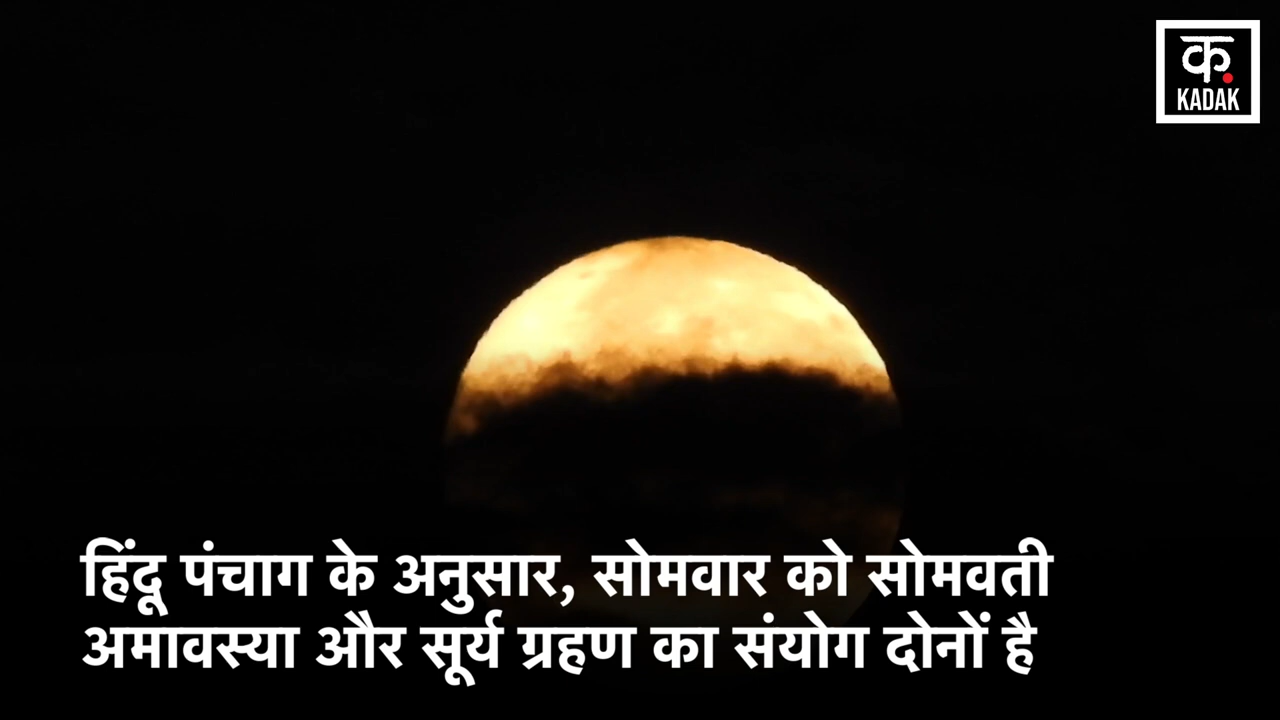 क.
KADAK
हिंदू पंचाग के अनुसार, सोमवार को सोमवती
अमावस्या और सूर्य ग्रहण का संयोग दोनों है